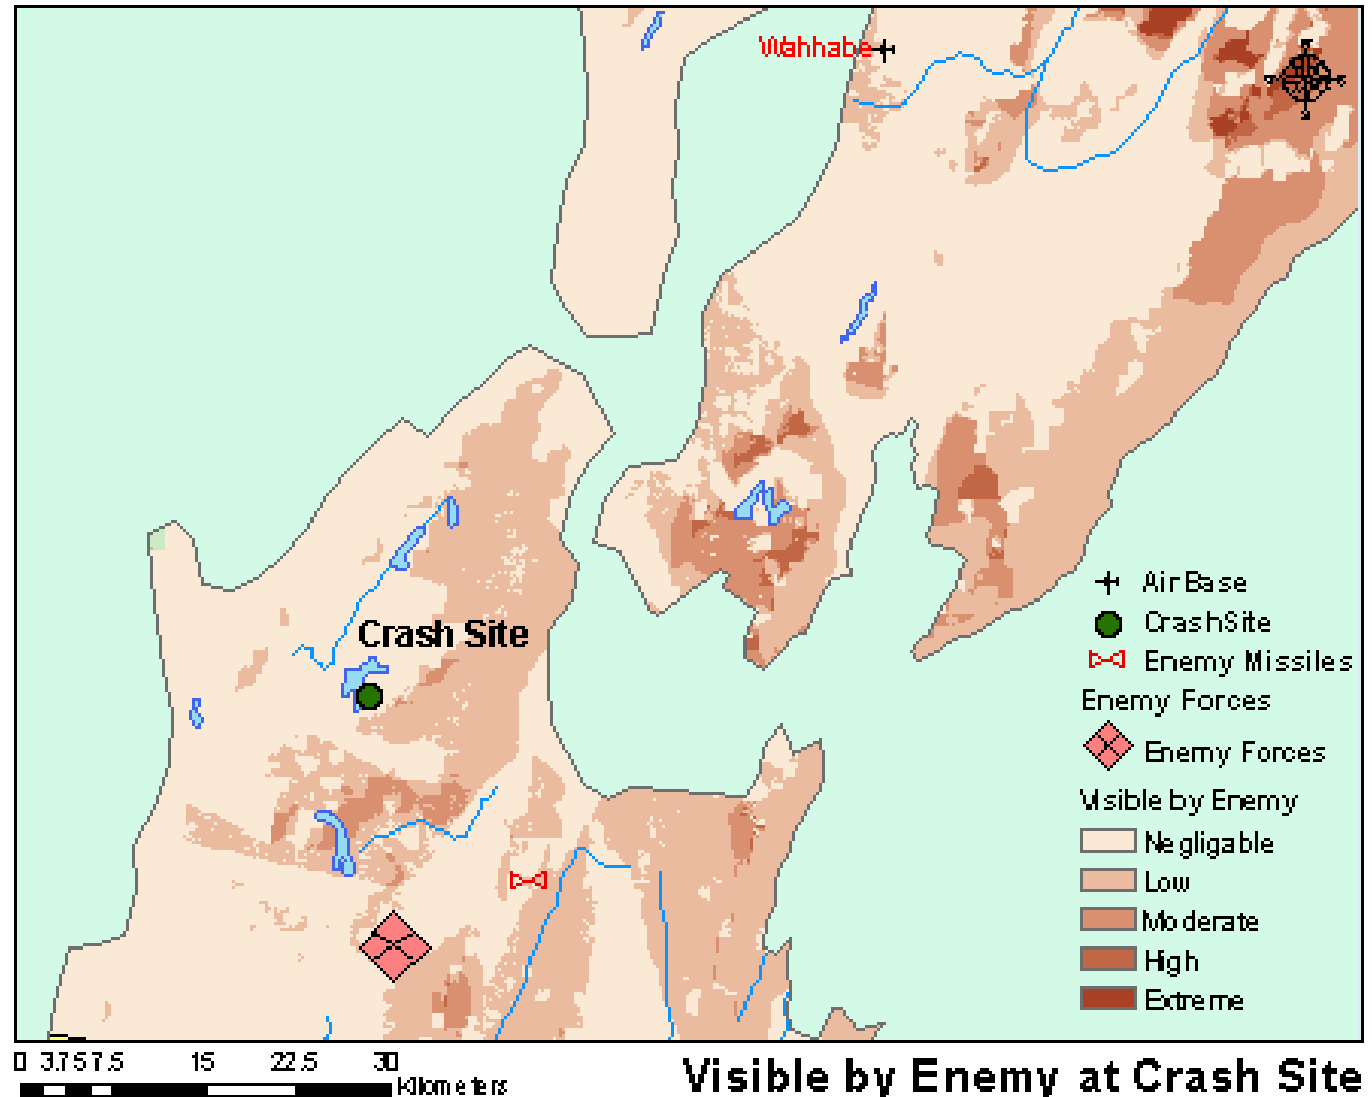 Wahhabe
Crash Site
Air Base
CrashSite
Enemy Missiles
Enemy Forces
Enemy Forces
Visible by Enemy
Negligable
Low
Moderate
High
Extreme
0 3.75 7.5 15 22.5 30
Kilometers
Visible by Enemy at Crash Site